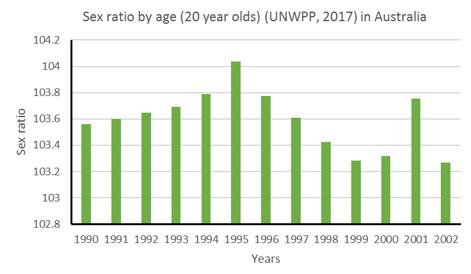 Sex ratio by age (20 year olds) (UNWPP, 2017) in Australia
104.2
104
103.8
103.6
103.4
103.2
103
102.8
Sex ratio
1990 1991 1992 1993 1994 1995 1996 1997 1998 1999 2000 2001 2002
Years